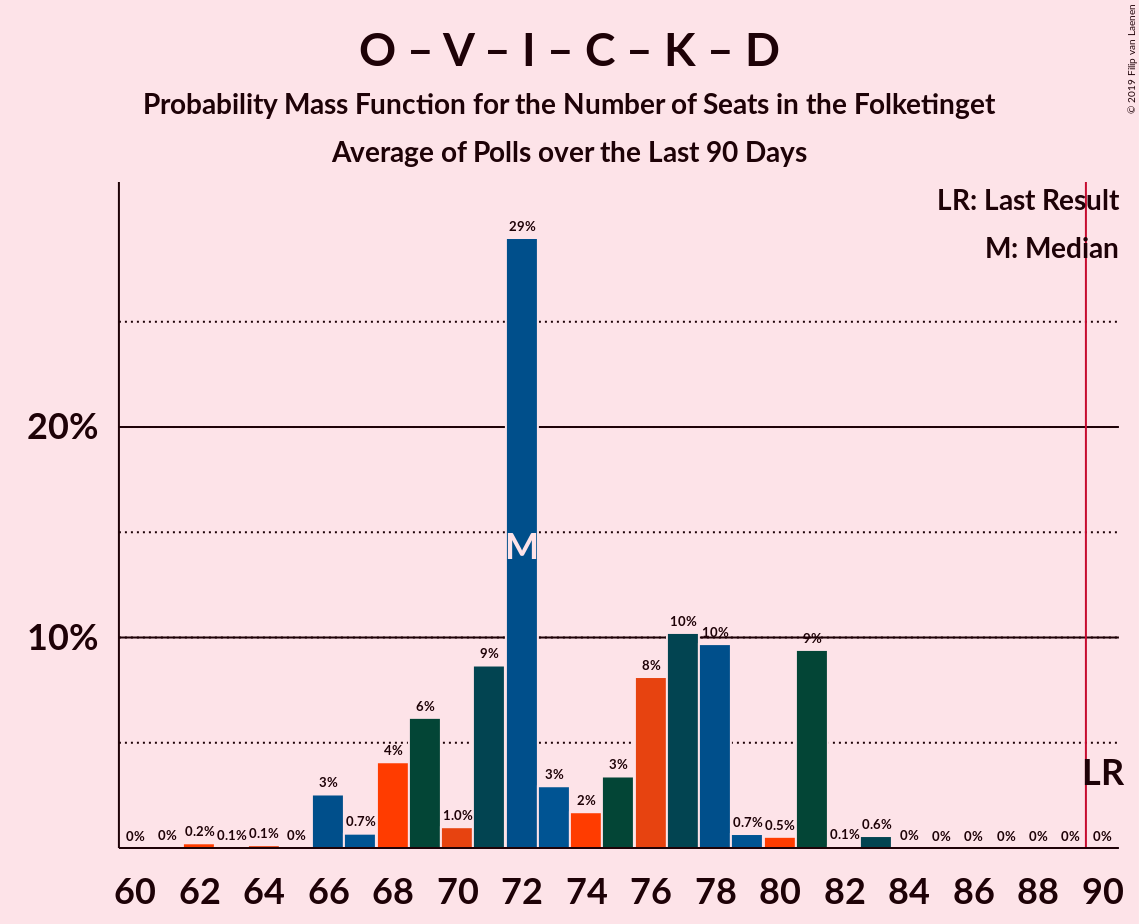 O – V – I – C – K – D
Probability Mass Function for the Number of Seats in the Folketinget
Average of Polls over the Last 90 Days
© 2019 Filip van Laenen
LR: Last Result
M: Median
20%
10%
0% 0% 0.2% 0.1% 0.1% 0% 3% 0.7% 4% 6% 1.0% 9% 29% 3% 2% 3% 8% 10% 10% 0.7% 0.5% 9% 0.1% 0.6% 0% 0% 0% 0% 0% 0% 0%
M
LR
60 62 64 66 68 70 72 74 76 78 80 82 84 86 88 90